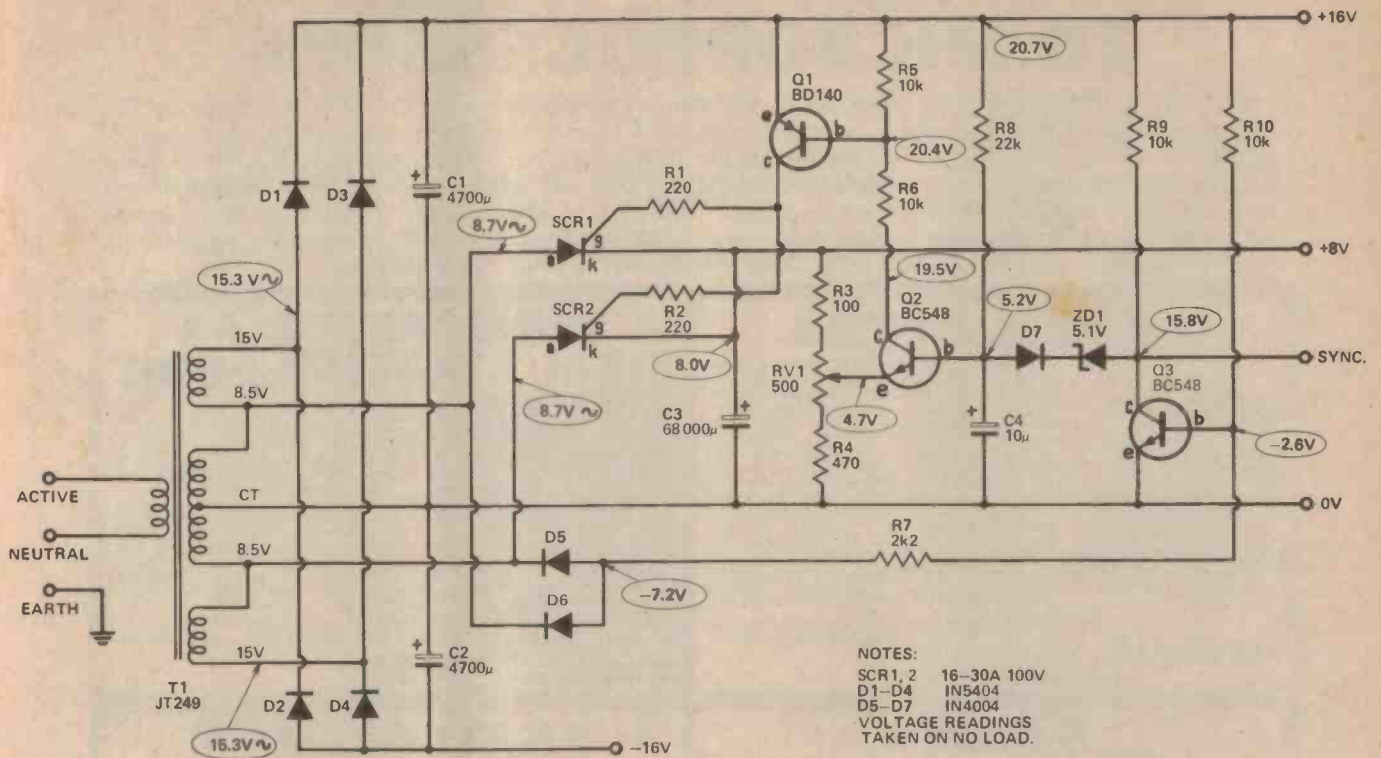 +16V
20.7V
Q1
BD140
R5
10k
e
b
c
20.4V
R8
22k
R9
10k
R10
10k
D1
D3
+
C1
4700µ
R1
220
R6
10k
8.7V~
SCR1
g
a
k
+8V
15.3 V~
SCR2
g
a
k
R2
220
R3
100
19.5V
Q2
BC548
5.2V
ZD1
5.1V
15.8V
15V
8.0V
c
b
e
D7
SYNC.
8.5V
RV1
500
4.7V
Q3
BC548
8.7V~
+
C3
68 000µ
R4
470
+
C4
10µ
c
b
e
-2.6V
ACTIVE
CT
0V
NEUTRAL
8.5V
D5
R7
2k2
EARTH
-7.2V
D6
+
C2
4700µ
15V
T1
JT249
D2
D4
15.3V~
-16V
NOTES:
SCR1, 2 16-30A 100V
D1-D4 IN5404
D5-D7 IN4004
VOLTAGE READINGS
TAKEN ON NO LOAD.